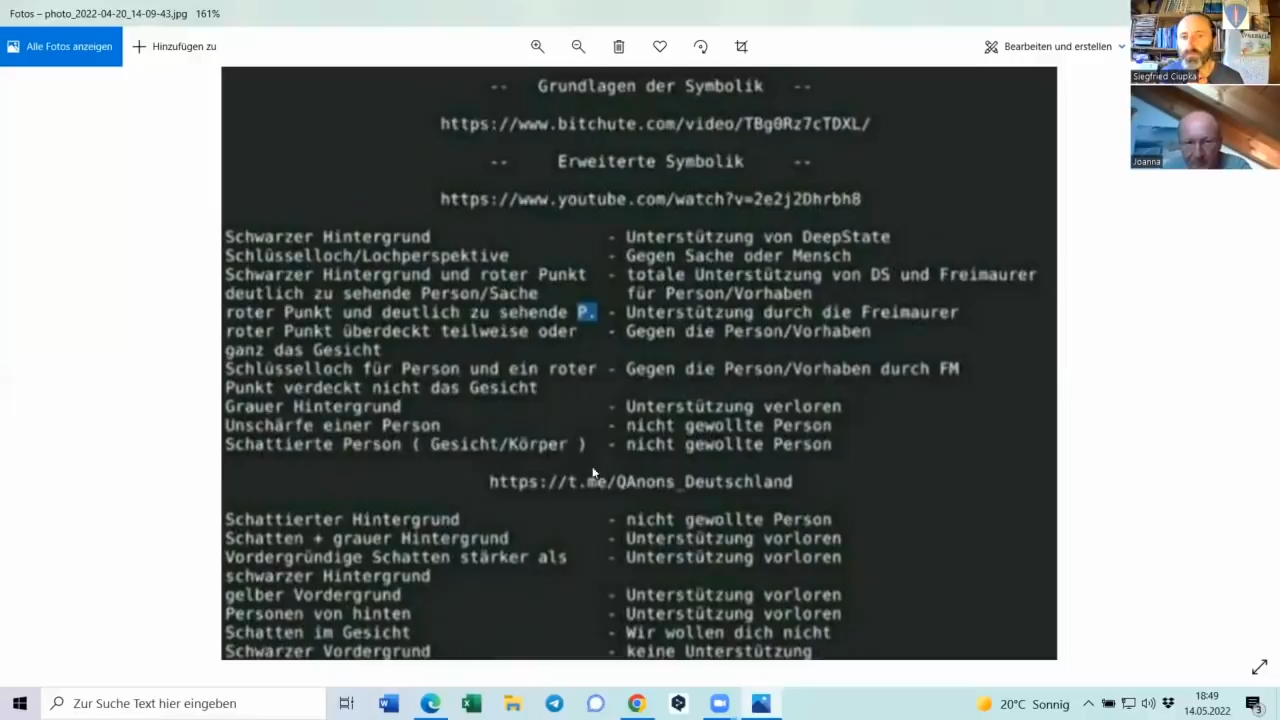 Fotos – photo_2022-04-20_14-09-43.jpg 161%
Alle Fotos anzeigen
Hinzufügen zu
Bearbeiten und erstellen
Siegfried Ciupka
Joanna
-- Grundlagen der Symbolik --
https://www.bitchute.com/video/TBg0Rz7cTDXL/
-- Erweiterte Symbolik --
https://www.youtube.com/watch?v=2e2j2Dhrbh8
Schwarzer Hintergrund - Unterstützung von DeepState
Schlüsselloch/Lochperspektive - Gegen Sache oder Mensch
Schwarzer Hintergrund und roter Punkt - totale Unterstützung von DS und Freimaurer
deutlich zu sehende Person/Sache für Person/Vorhaben
roter Punkt und deutlich zu sehende P. - Unterstützung durch die Freimaurer
roter Punkt überdeckt teilweise oder - Gegen die Person/Vorhaben
ganz das Gesicht
Schlüsselloch für Person und ein roter - Gegen die Person/Vorhaben durch FM
Punkt verdeckt nicht das Gesicht
Grauer Hintergrund - Unterstützung verloren
Unschärfe einer Person - nicht gewollte Person
Schattierte Person ( Gesicht/Körper ) - nicht gewollte Person
https://t.me/QAnons_Deutschland
Schattierter Hintergrund - nicht gewollte Person
Schatten + grauer Hintergrund - Unterstützung vorloren
Vordergründige Schatten stärker als - Unterstützung vorloren
schwarzer Hintergrund
gelber Vordergrund - Unterstützung vorloren
Personen von hinten - Unterstützung vorloren
Schatten im Gesicht - Wir wollen dich nicht
Schwarzer Vordergrund - keine Unterstützung
Zur Suche Text hier eingeben
20°C Sonnig
18:49
14.05.2022
3